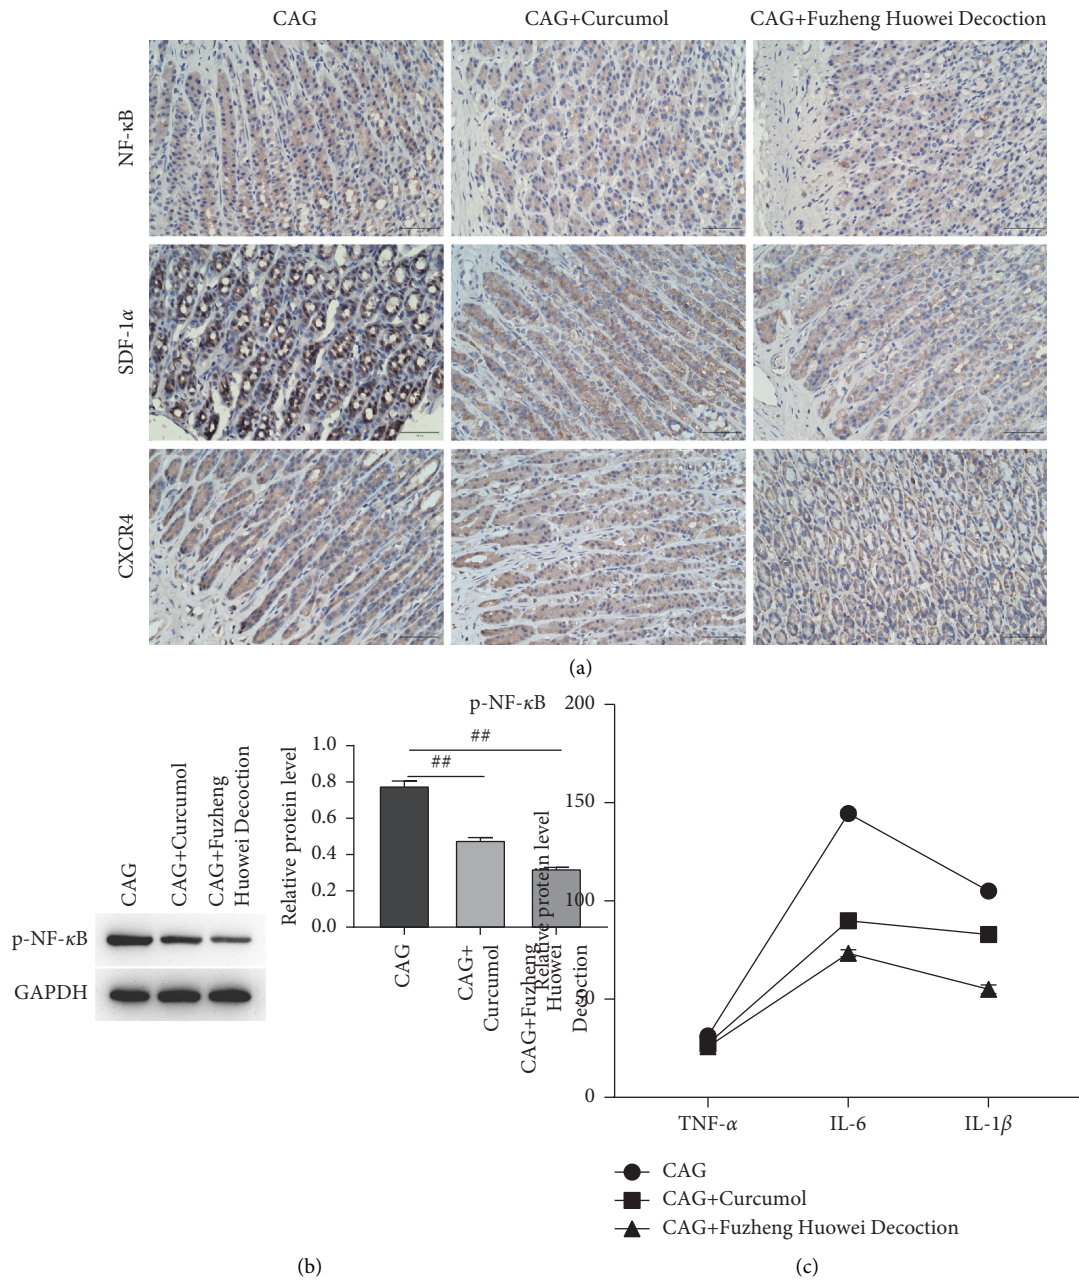 CAG
CAG+Curcumol
CAG+Fuzheng Huowei Decoction
NF-κB
SDF-1α
CXCR4
(a)
CAG
CAG+Curcumol
CAG+Fuzheng
Huowei Decoction
p-NF-κB
GAPDH
p-NF-κB
Relative protein level
1.0
0.8
0.6
0.4
0.2
0.0
##
##
CAG
CAG+
Curcumol
CAG+Fuzheng
Huowei
Decoction
(b)
Relative protein level
200
150
100
50
0
TNF-α
IL-6
IL-1β
CAG
CAG+Curcumol
CAG+Fuzheng Huowei Decoction
(c)